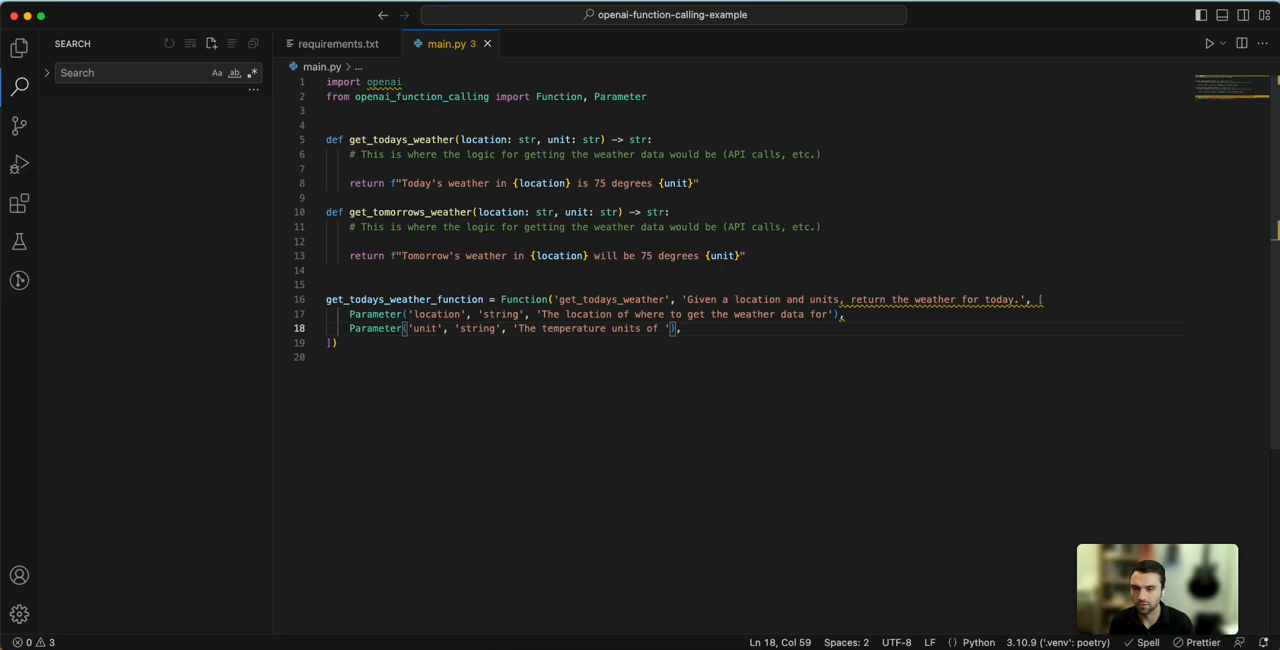 openai-function-calling-example
SEARCH
requirements.txt
main.py 3
Search
Aa
ab
main.py > ...
1 import openai
2 from openai_function_calling import Function, Parameter
3
4
5 def get_todays_weather(location: str, unit: str) -> str:
6 # This is where the logic for getting the weather data would be (API calls, etc.)
7
8 return f"Today's weather in {location} is 75 degrees {unit}"
9
10 def get_tomorrows_weather(location: str, unit: str) -> str:
11 # This is where the logic for getting the weather data would be (API calls, etc.)
12
13 return f"Tomorrow's weather in {location} will be 75 degrees {unit}"
14
15
16 get_todays_weather_function = Function('get_todays_weather', 'Given a location and units, return the weather for today.', [
17 Parameter('location', 'string', 'The location of where to get the weather data for'),
18 Parameter('unit', 'string', 'The temperature units of '),
19 ])
20
0 3
Ln 18, Col 59
Spaces: 2
UTF-8
LF
{ } Python
3.10.9 ('.venv': poetry)
Spell
Prettier